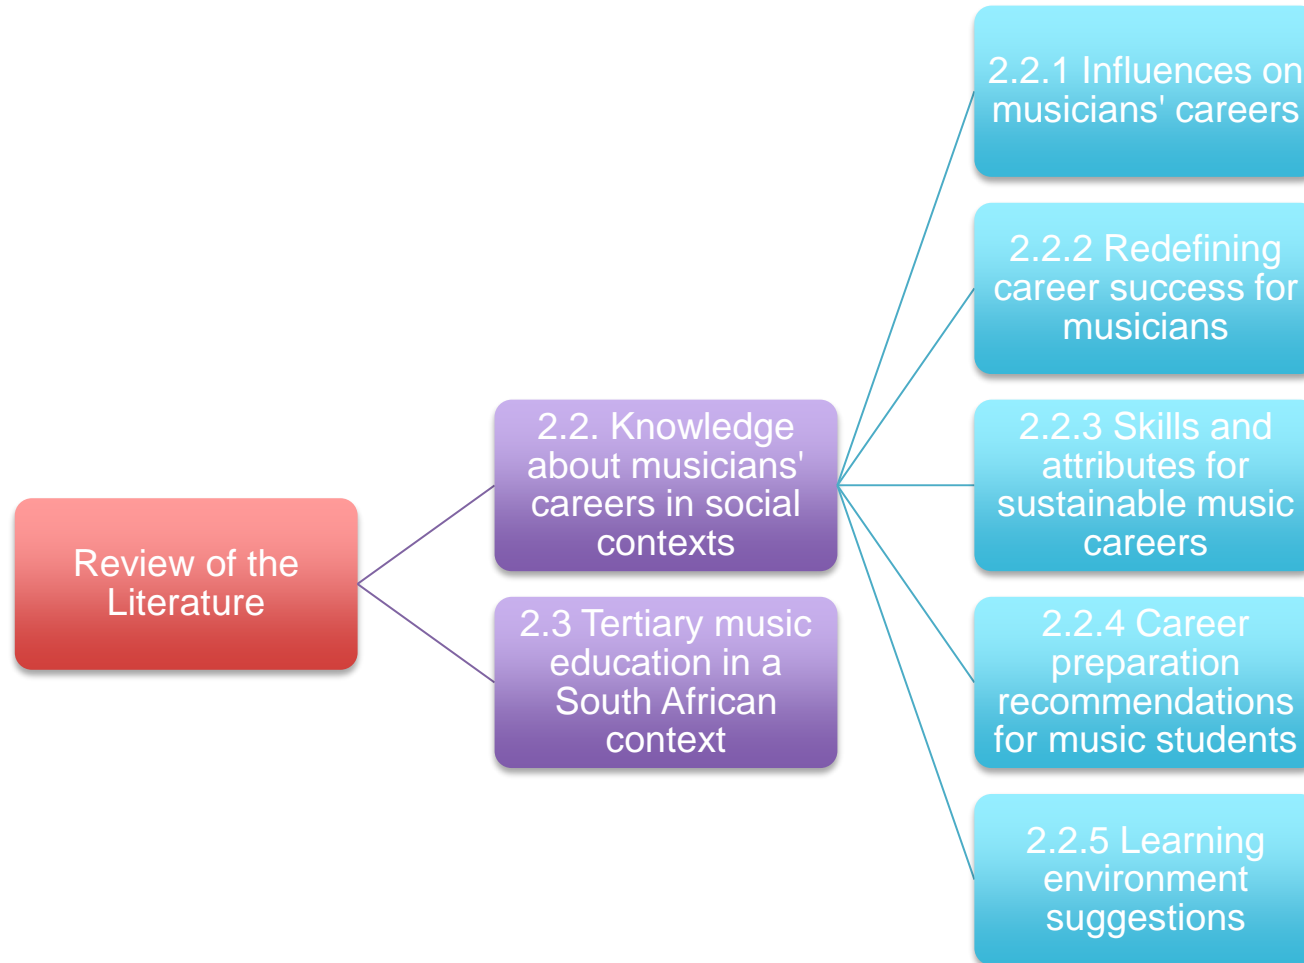 Review of the
Literature
2.2. Knowledge
about musicians'
careers in social
contexts
2.3 Tertiary music
education in a
South African
context
2.2.1 Influences on
musicians' careers
2.2.2 Redefining
career success for
musicians
2.2.3 Skills and
attributes for
sustainable music
careers
2.2.4 Career
preparation
recommendations
for music students
2.2.5 Learning
environment
suggestions